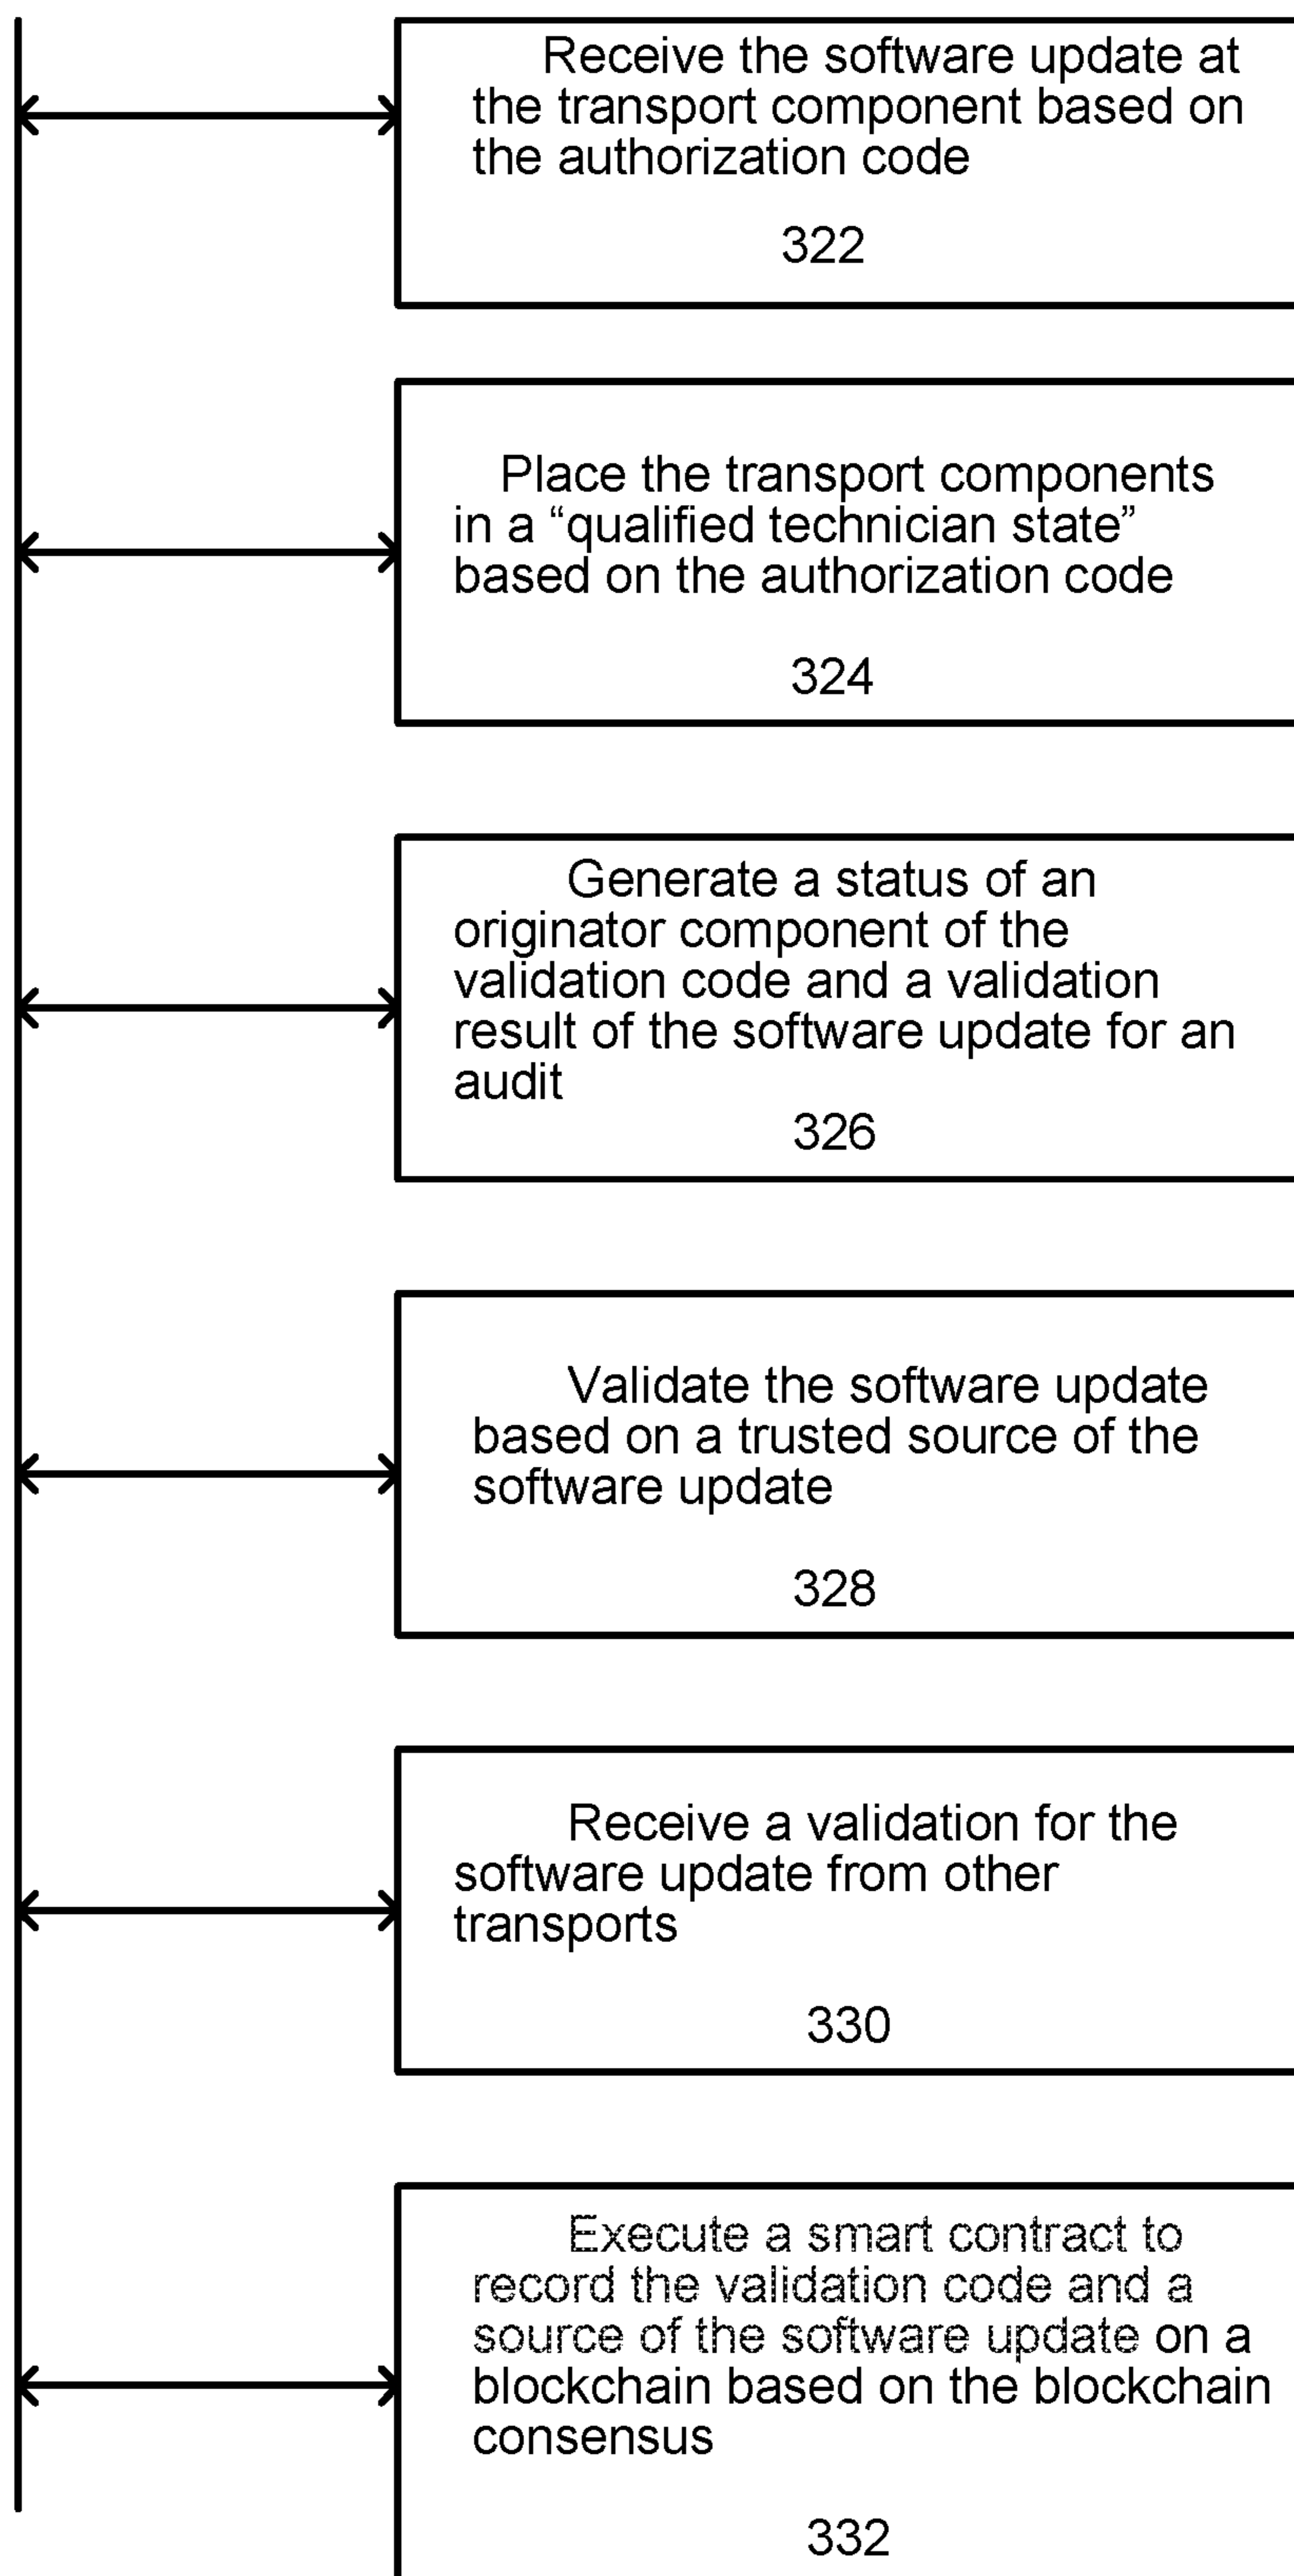 Receive the software update at
the transport component based on
the authorization code
322
Place the transport components
in a “qualified technician state”
based on the authorization code
324
Generate a status of an
originator component of the
validation code and a validation
result of the software update for an
audit
326
Validate the software update
based on a trusted source of the
software update
328
Receive a validation for the
software update from other
transports
330
Execute a smart contract to
record the validation code and a
source of the software update on a
blockchain based on the blockchain
consensus
332